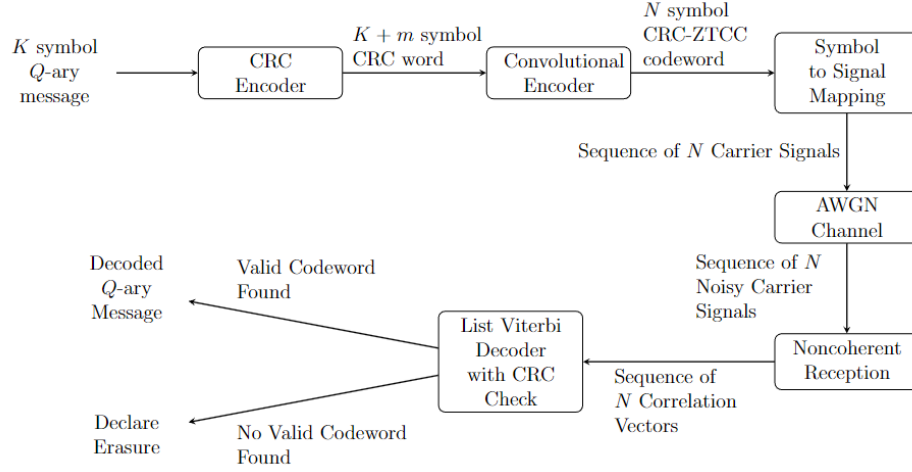 K symbol
Q-ary
message
CRC
Encoder
K + m symbol
CRC word
Convolutional
Encoder
N symbol
CRC-ZTCC
codeword
Symbol
to Signal
Mapping
Sequence of N Carrier Signals
AWGN
Channel
Sequence of N
Noisy Carrier
Signals
Noncoherent
Reception
Sequence of
N Correlation
Vectors
List Viterbi
Decoder
with CRC
Check
Valid Codeword
Found
Decoded
Q-ary
Message
No Valid Codeword
Found
Declare
Erasure